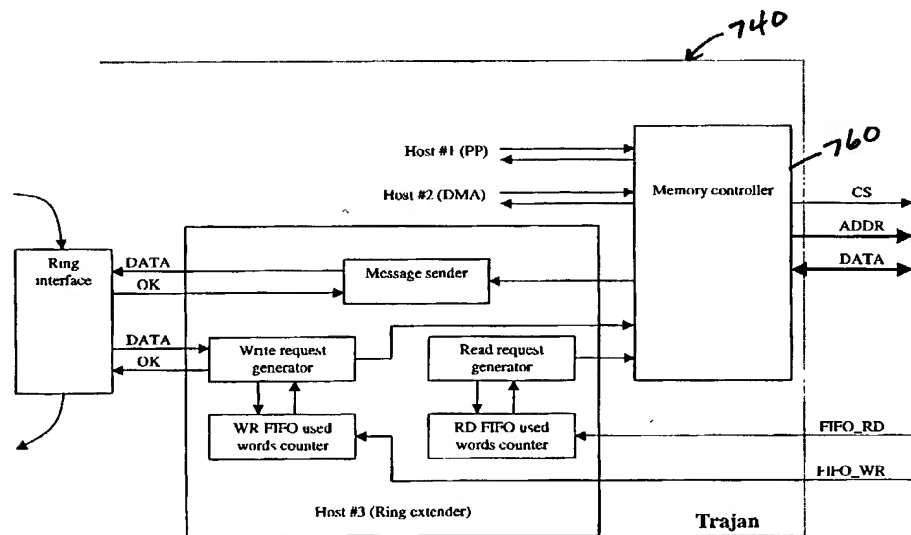 740
760
Host #1 (PP)
Memory controller
Host #2 (DMA)
CS
ADDR
DATA
Ring
interface
DATA
OK
Message sender
DATA
OK
Write request
generator
Read request
generator
WR FIFO used
words counter
RD FIFO used
words counter
FIFO_RD
FIFO_WR
Host #3 (Ring extender)
Trajan